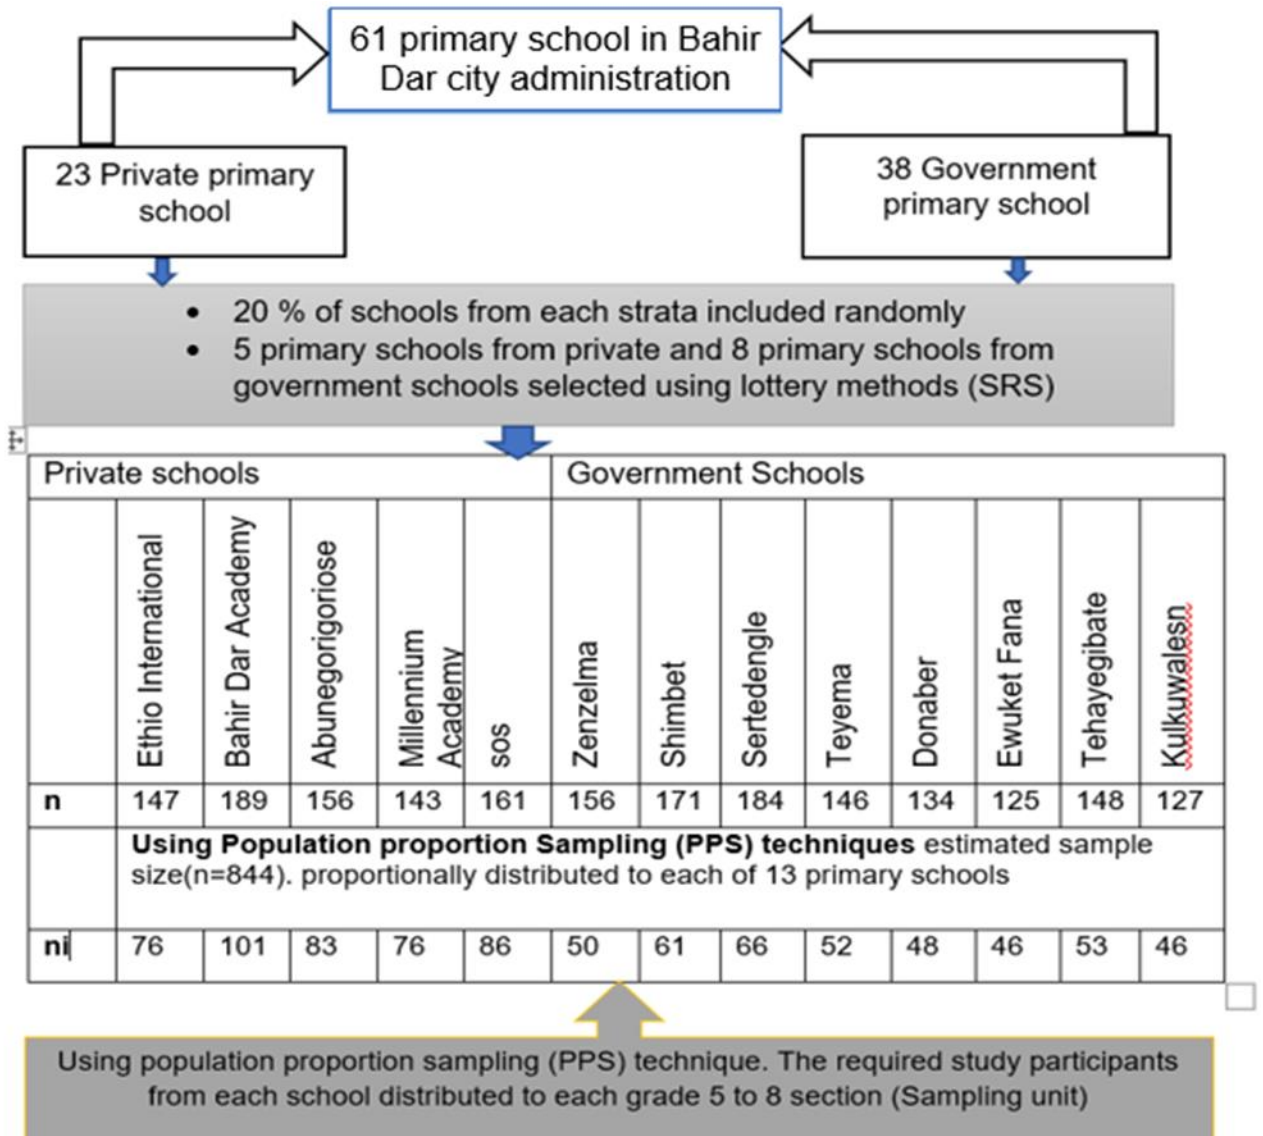 61 primary school in Bahir
Dar city administration
23 Private primary
school
38 Government
primary school
• 20 % of schools from each strata included randomly
• 5 primary schools from private and 8 primary schools from
government schools selected using lottery methods (SRS)
Private schools Government Schools
Ethio International
Bahir Dar Academy
Abunegorigoriose
Millennium
Academy
sos
Zenzelma
Shimbet
Sertedengle
Teyema
Donaber
Ewuket Fana
Tehayegibate
Kulkuwalesn
n 147 189 156 143 161 156 171 184 146 134 125 148 127
Using Population proportion Sampling (PPS) techniques estimated sample
size(n=844). proportionally distributed to each of 13 primary schools
ni 76 101 83 76 86 50 61 66 52 48 46 53 46
Using population proportion sampling (PPS) technique. The required study participants
from each school distributed to each grade 5 to 8 section (Sampling unit)